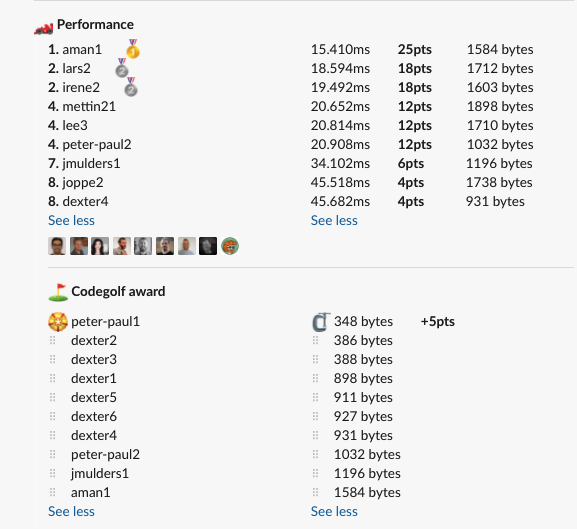 Performance
1. aman1 15.410ms 25pts 1584 bytes
2. lars2 18.594ms 18pts 1712 bytes
2. irene2 19.492ms 18pts 1603 bytes
4. mettin21 20.652ms 12pts 1898 bytes
4. lee3 20.814ms 12pts 1710 bytes
4. peter-paul2 20.908ms 12pts 1032 bytes
7. jmulders1 34.102ms 6pts 1196 bytes
8. joppe2 45.518ms 4pts 1738 bytes
8. dexter4 45.682ms 4pts 931 bytes
See less See less
Codegolf award
peter-paul1 348 bytes +5pts
dexter2 386 bytes
dexter3 388 bytes
dexter1 898 bytes
dexter5 911 bytes
dexter6 927 bytes
dexter4 931 bytes
peter-paul2 1032 bytes
jmulders1 1196 bytes
aman1 1584 bytes
See less See less